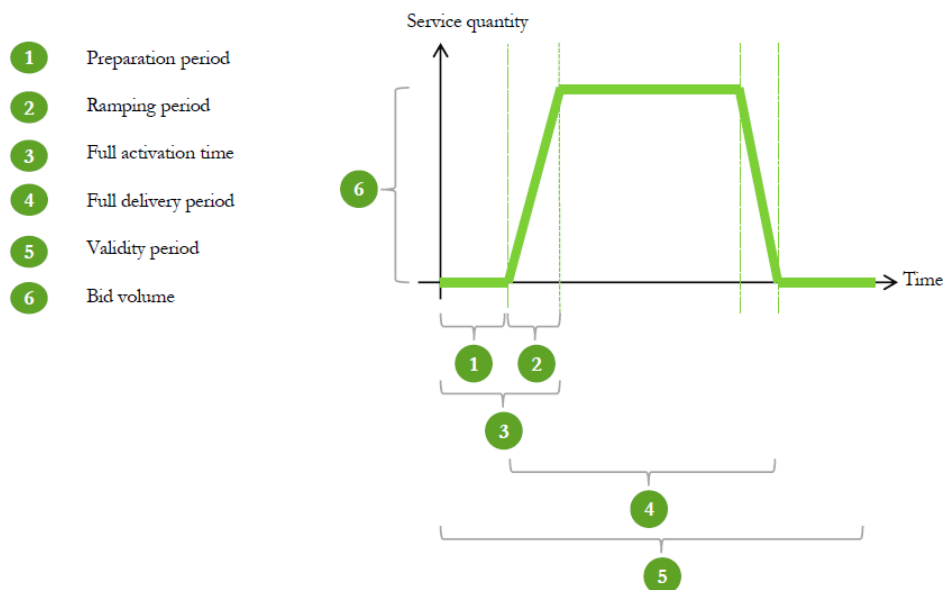 Service quantity
1 Preparation period
2 Ramping period
3 Full activation time
4 Full delivery period
5 Validity period
6 Bid volume
6
Time
1 2
3
4
5